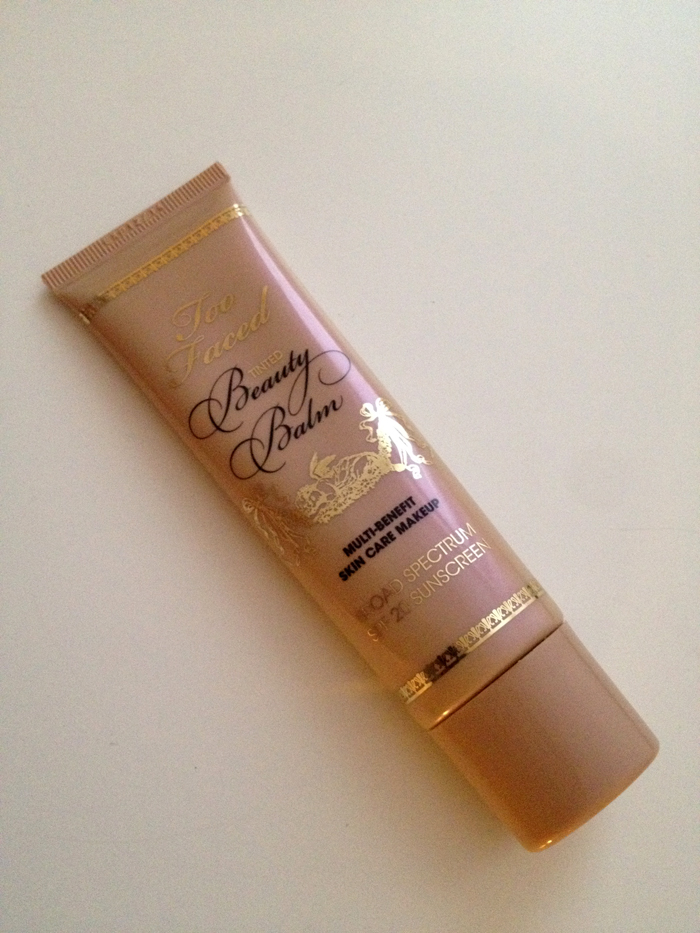 Too
Faced
TINTED
Beauty
Balm
MULTI-BENEFIT
SKIN CARE MAKEUP
BROAD SPECTRUM
SPF 20 SUNSCREEN